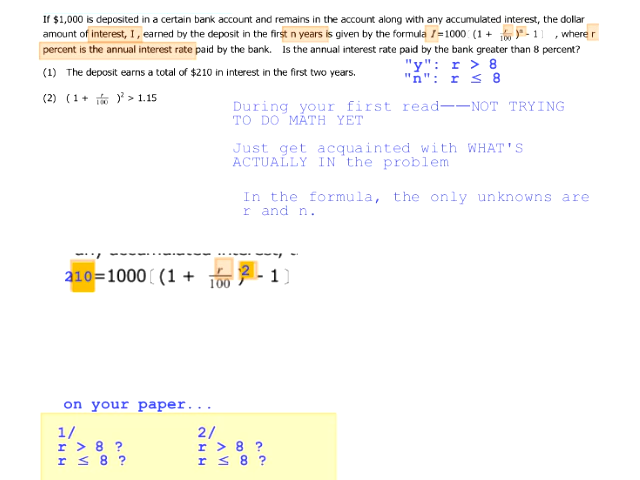 If $1,000 is deposited in a certain bank account and remains in the account along with any accumulated interest, the dollar
amount of interest, I , earned by the deposit in the first n years is given by the formula I=1000[(1 + r/100)ⁿ - 1] , where r
percent is the annual interest rate paid by the bank. Is the annual interest rate paid by the bank greater than 8 percent?
"y": r > 8
"n": r ≤ 8
(1) The deposit earns a total of $210 in interest in the first two years.
(2) (1 + r/100 )² > 1.15
During your first read——NOT TRYING
TO DO MATH YET
Just get acquainted with WHAT'S
ACTUALLY IN the problem
In the formula, the only unknowns are
r and n.
210=1000[(1 + r/100)² - 1]
on your paper...
1/
r > 8 ?
r ≤ 8 ?
2/
r > 8 ?
r ≤ 8 ?